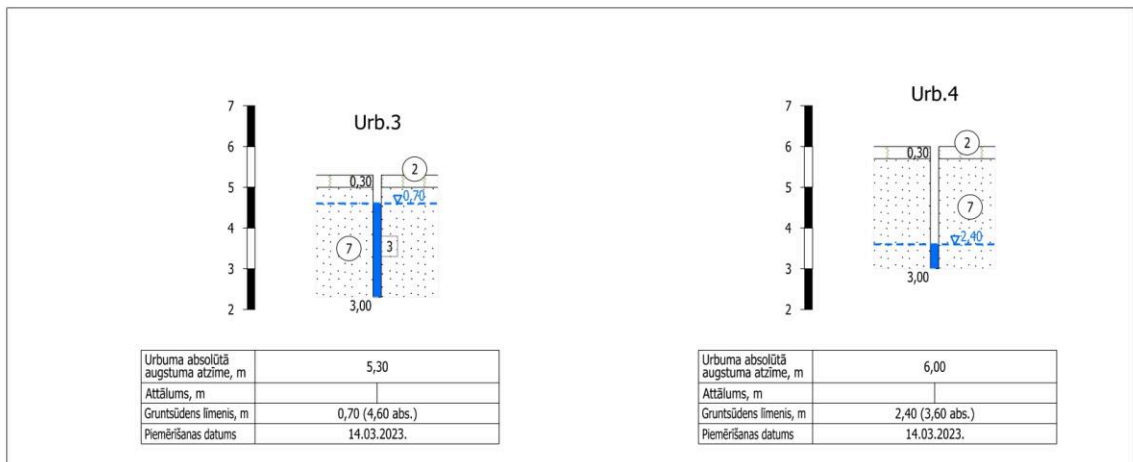 Urb.3
7
6
5
4
3
2
0,30
2
0,70
7
3
3,00
Urbuma absolūtā augstuma atzīme, m
5,30
Attālums, m
Gruntsūdens līmenis, m
0,70 (4,60 abs.)
Piemērīšanas datums
14.03.2023.
Urb.4
7
6
5
4
3
2
0,30
2
7
2,40
3,00
Urbuma absolūtā augstuma atzīme, m
6,00
Attālums, m
Gruntsūdens līmenis, m
2,40 (3,60 abs.)
Piemērīšanas datums
14.03.2023.